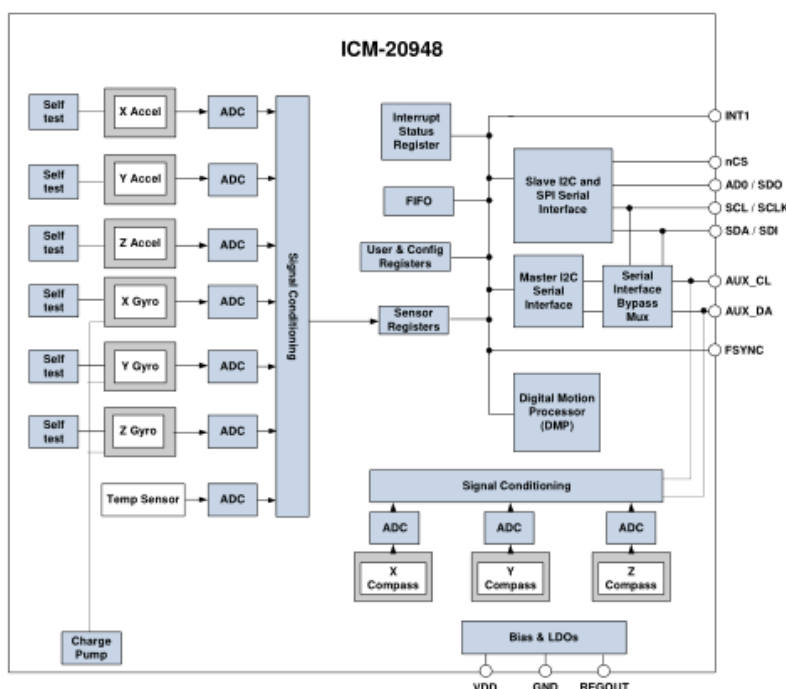 ICM-20948
Self
test
X Accel
ADC
Self
test
Y Accel
ADC
Self
test
Z Accel
ADC
Self
test
X Gyro
ADC
Self
test
Y Gyro
ADC
Self
test
Z Gyro
ADC
Temp Sensor
ADC
Signal Conditioning
Charge
Pump
Interrupt
Status
Register
FIFO
User & Config
Registers
Sensor
Registers
Slave I2C and
SPI Serial
Interface
Master I2C
Serial
Interface
Serial
Interface
Bypass
Mux
Digital Motion
Processor
(DMP)
INT1
nCS
AD0 / SDO
SCL / SCLK
SDA / SDI
AUX_CL
AUX_DA
FSYNC
Signal Conditioning
ADC
ADC
ADC
X
Compass
Y
Compass
Z
Compass
Bias & LDOs
VDD
GND
REGOUT